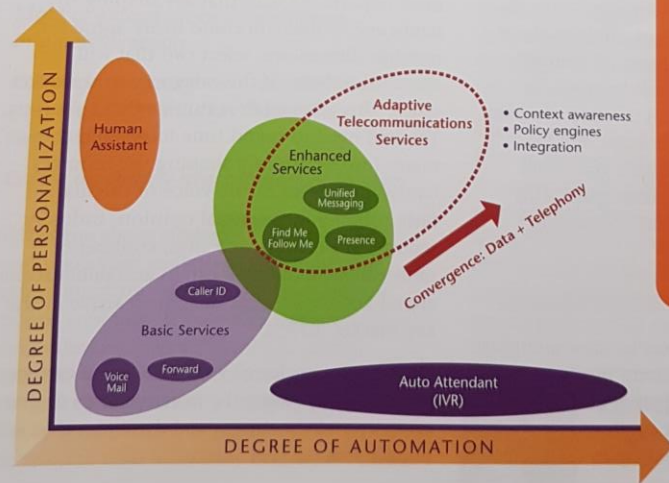 DEGREE OF PERSONALIZATION
Human
Assistant
Adaptive
Telecommunications
Services
• Context awareness
• Policy engines
• Integration
Enhanced
Services
Unified
Messaging
Find Me
Follow Me
Presence
Convergence: Data + Telephony
Caller ID
Basic Services
Voice
Mail
Forward
Auto Attendant
(IVR)
DEGREE OF AUTOMATION